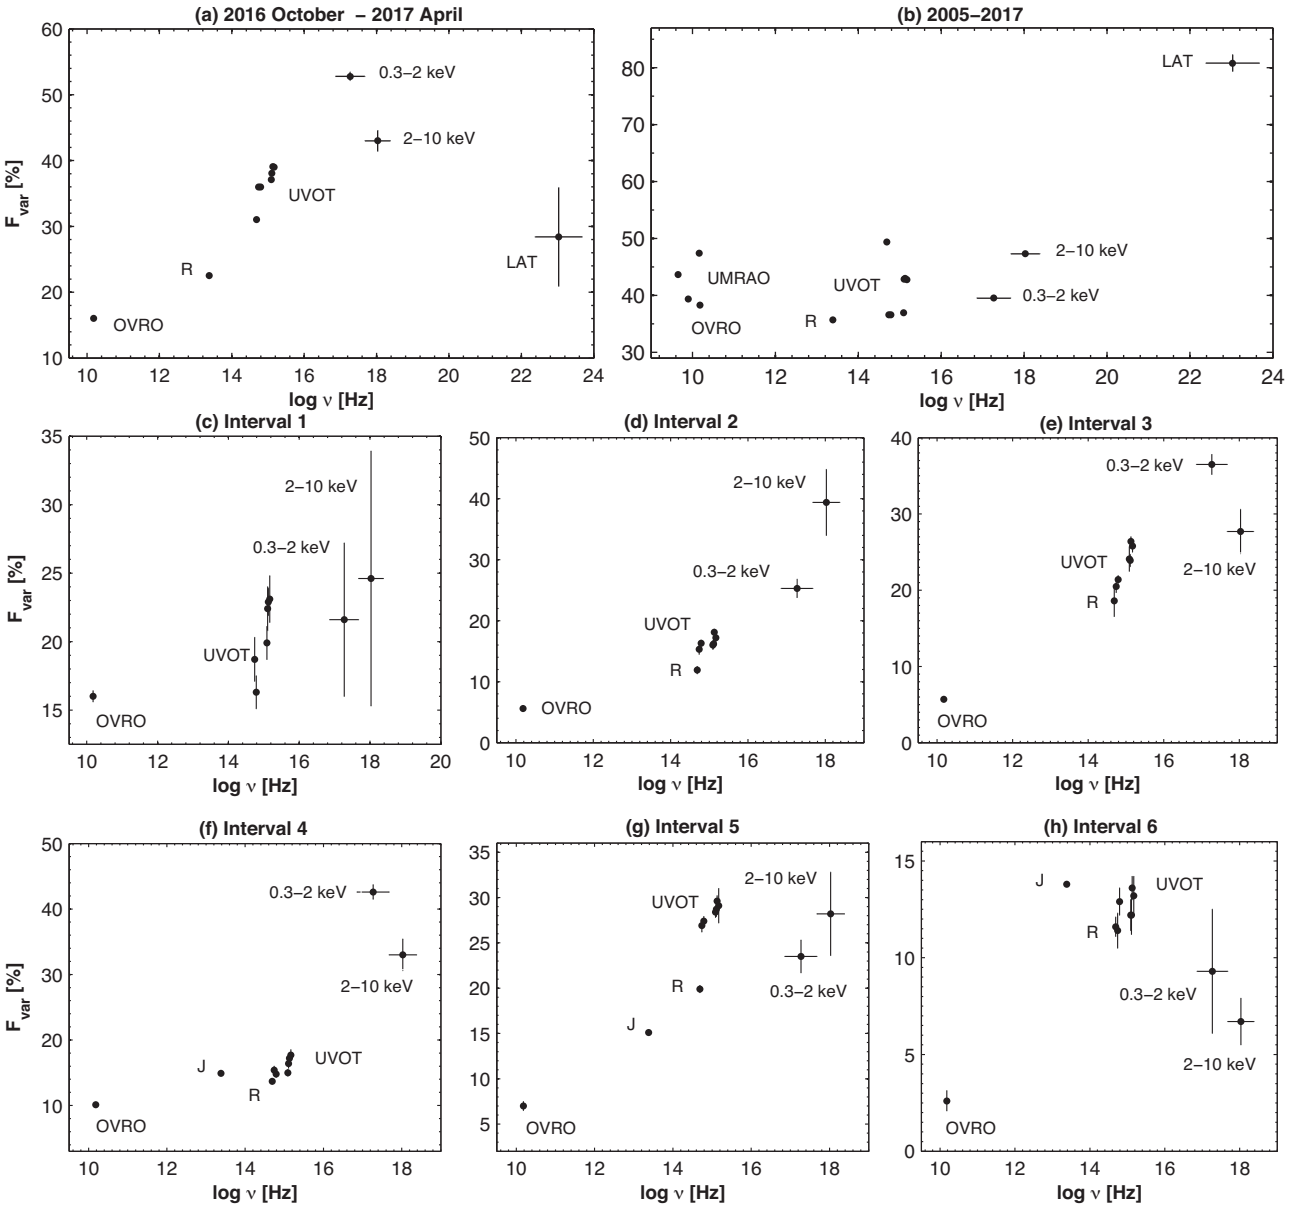 (a) 2016 October – 2017 April
60
50
40
30
20
10
F_var [%]
0.3–2 keV
2–10 keV
UVOT
R
OVRO
LAT
10 12 14 16 18 20 22 24
log ν [Hz]
(b) 2005–2017
80
70
60
50
40
30
LAT
UMRAO
OVRO
R
UVOT
2–10 keV
0.3–2 keV
10 12 14 16 18 20 22 24
log ν [Hz]
(c) Interval 1
35
30
25
20
15
F_var [%]
2–10 keV
0.3–2 keV
UVOT
OVRO
10 12 14 16 18 20
log ν [Hz]
(d) Interval 2
50
40
30
20
10
0
2–10 keV
0.3–2 keV
UVOT
R
OVRO
10 12 14 16 18
log ν [Hz]
(e) Interval 3
40
30
20
10
0
0.3–2 keV
UVOT
2–10 keV
R
OVRO
10 12 14 16 18
log ν [Hz]
(f) Interval 4
50
40
30
20
10
F_var [%]
0.3–2 keV
2–10 keV
J
UVOT
R
OVRO
10 12 14 16 18
log ν [Hz]
(g) Interval 5
35
30
25
20
15
10
5
2–10 keV
UVOT
R
0.3–2 keV
J
OVRO
10 12 14 16 18
log ν [Hz]
(h) Interval 6
15
10
5
0
J
UVOT
R
0.3–2 keV
2–10 keV
OVRO
10 12 14 16 18
log ν [Hz]